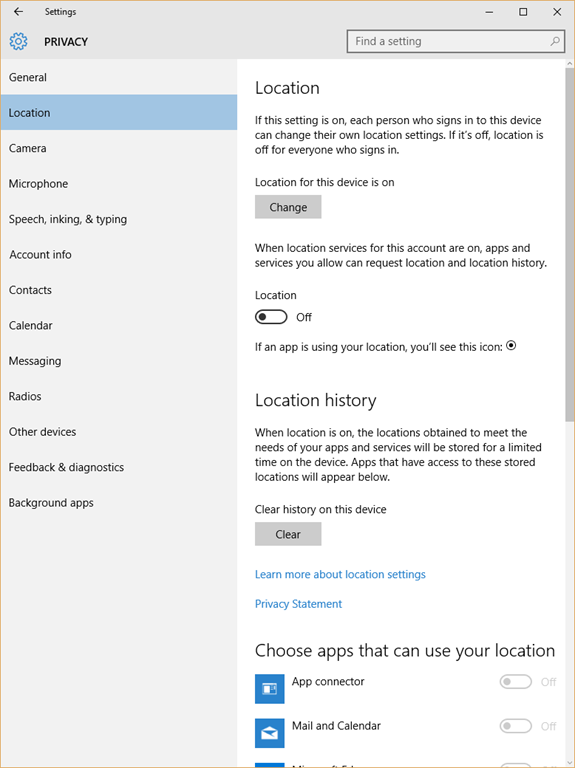 Settings
PRIVACY
Find a setting
General
Location
Camera
Microphone
Speech, inking, & typing
Account info
Contacts
Calendar
Messaging
Radios
Other devices
Feedback & diagnostics
Background apps
Location
If this setting is on, each person who signs in to this device
can change their own location settings. If it's off, location is
off for everyone who signs in.
Location for this device is on
Change
When location services for this account are on, apps and
services you allow can request location and location history.
Location
Off
If an app is using your location, you'll see this icon:
Location history
When location is on, the locations obtained to meet the
needs of your apps and services will be stored for a limited
time on the device. Apps that have access to these stored
locations will appear below.
Clear history on this device
Clear
Learn more about location settings
Privacy Statement
Choose apps that can use your location
App connector
Off
Mail and Calendar
Off